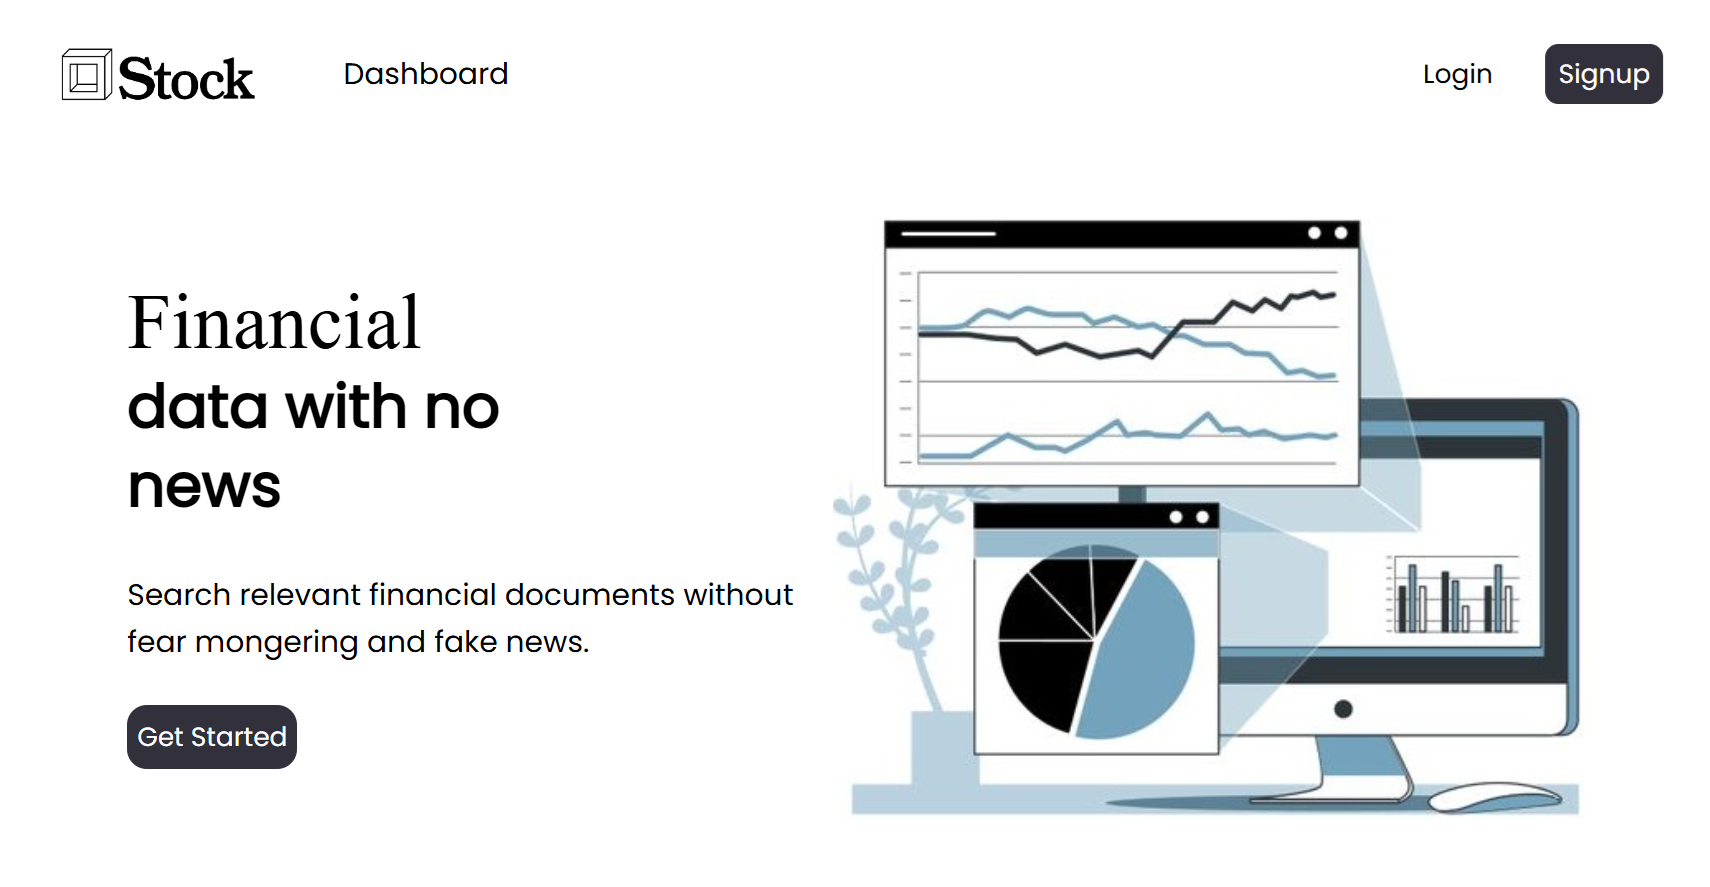 Stock
Dashboard
Login
Signup
Financial
data with no
news
Search relevant financial documents without
fear mongering and fake news.
Get Started